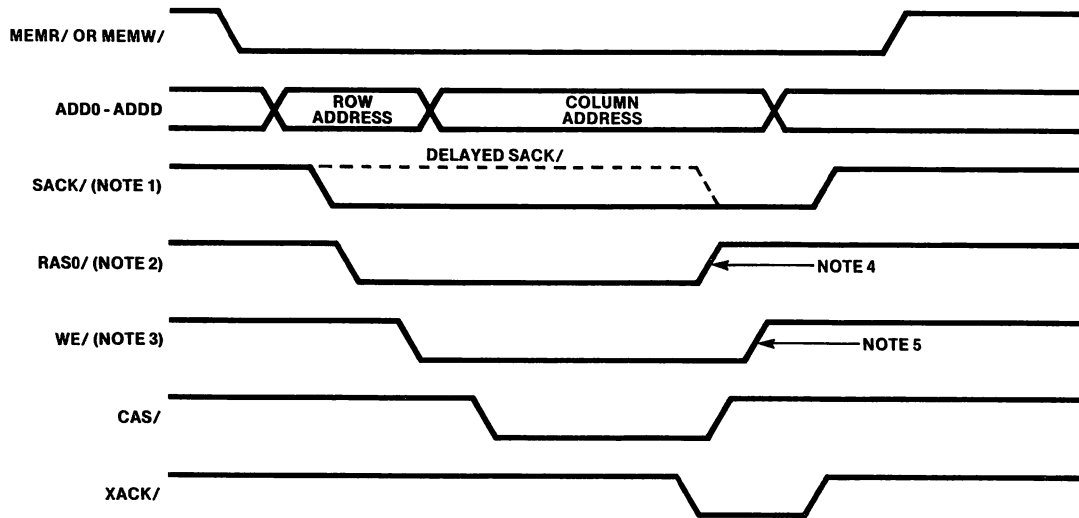 MEMR/ OR MEMW/
ADD0 - ADDD
ROW
ADDRESS
COLUMN
ADDRESS
DELAYED SACK/
SACK/ (NOTE 1)
RAS0/ (NOTE 2)
NOTE 4
WE/ (NOTE 3)
NOTE 5
CAS/
XACK/